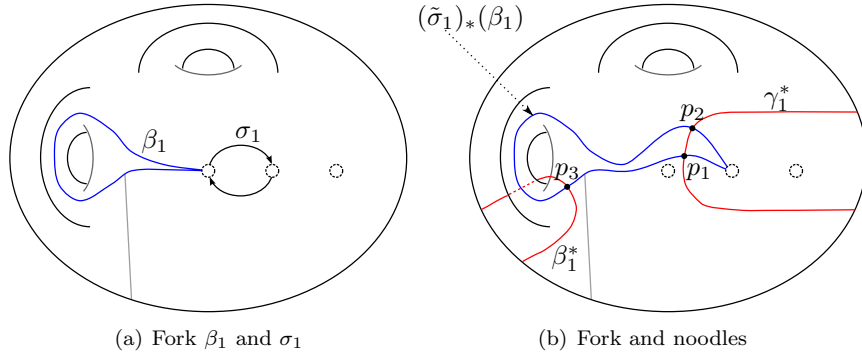 (σ̃₁)₍*₎(β₁)
β₁
σ₁
p₂
γ₁*
p₁
p₃
β₁*
(a) Fork β₁ and σ₁
(b) Fork and noodles